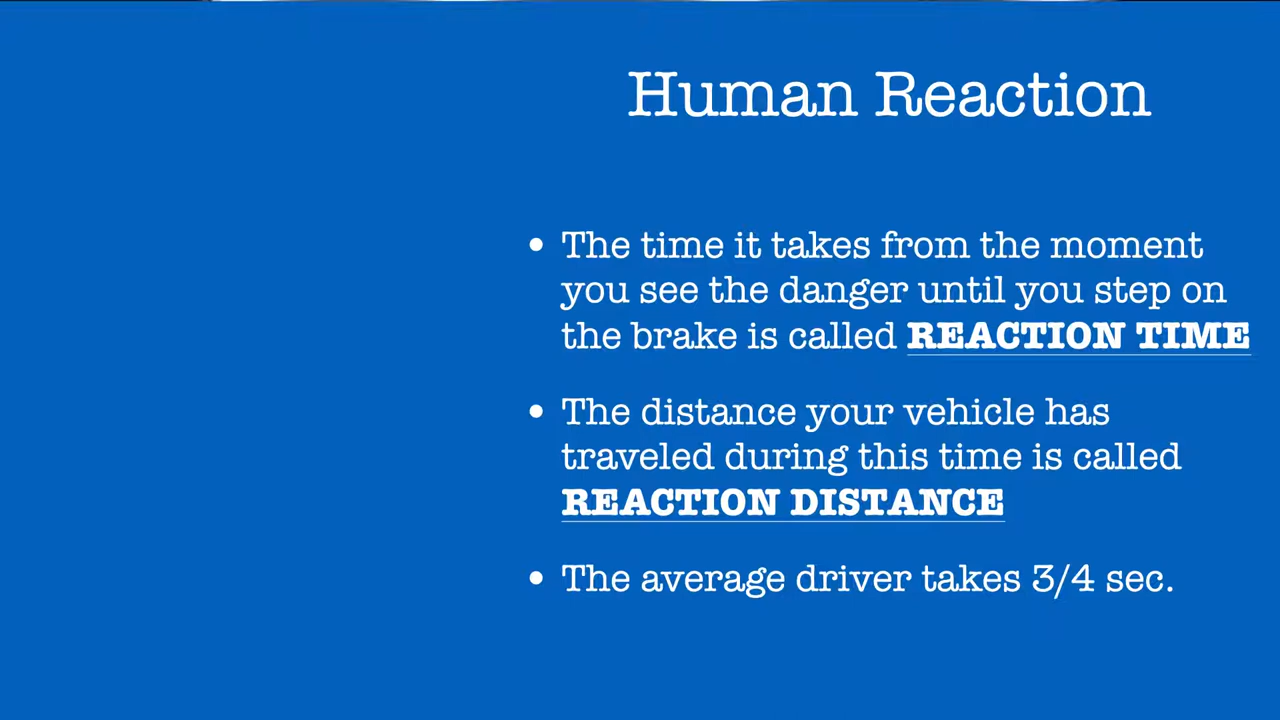 Human Reaction
• The time it takes from the moment
you see the danger until you step on
the brake is called REACTION TIME
• The distance your vehicle has
traveled during this time is called
REACTION DISTANCE
• The average driver takes 3/4 sec.